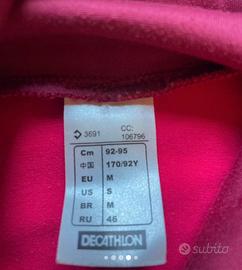 3691 CC:
106796
Cm 92-95
中国 170/92Y
EU M
US S
BR M
RU 46
DECATHLON
subito